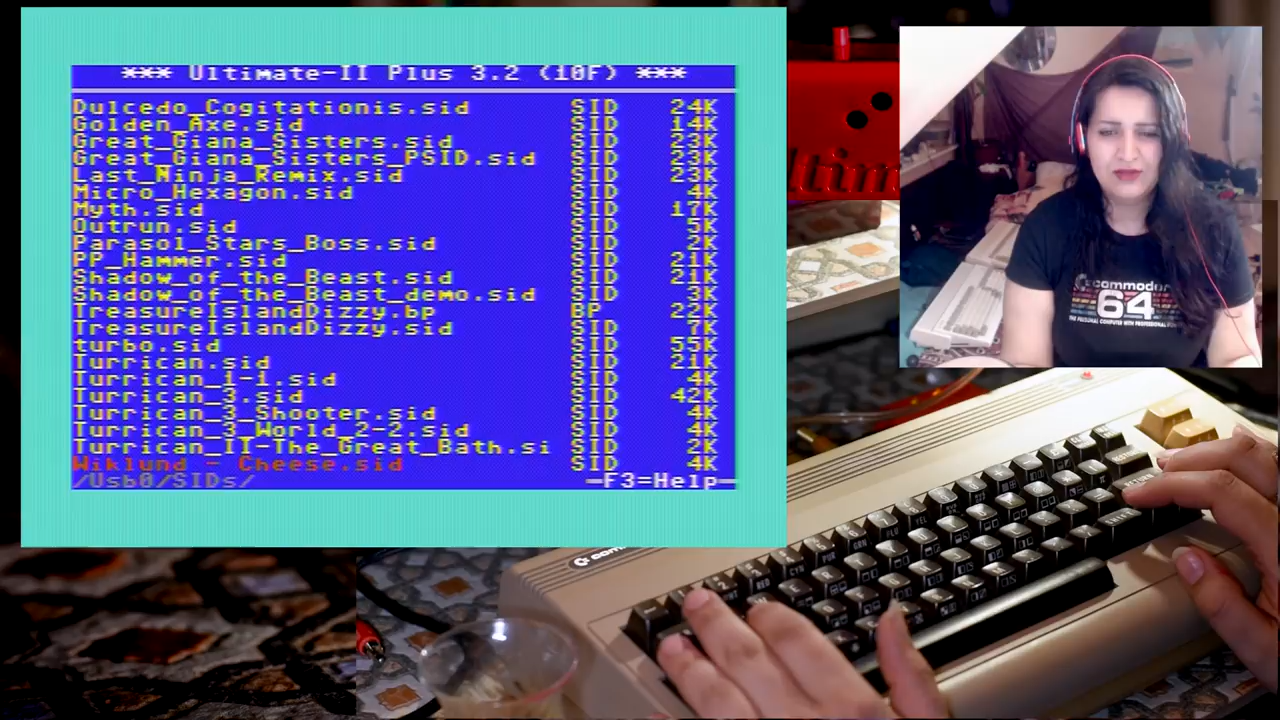 *** Ultimate-II Plus 3.2 (10F) ***
Dulcedo_Cogitationis.sid SID 24K
Golden_Axe.sid SID 14K
Great_Giana_Sisters.sid SID 23K
Great_Giana_Sisters_PSID.sid SID 23K
Last_Ninja_Remix.sid SID 23K
Micro_Hexagon.sid SID 4K
Myth.sid SID 17K
Outrun.sid SID 5K
Parasol_Stars_Boss.sid SID 2K
PP_Hammer.sid SID 21K
Shadow_of_the_Beast.sid SID 21K
Shadow_of_the_Beast_demo.sid SID 3K
TreasureIslandDizzy.bp BP 22K
TreasureIslandDizzy.sid SID 7K
turbo.sid SID 55K
Turrican.sid SID 21K
Turrican_1-1.sid SID 4K
Turrican_3.sid SID 42K
Turrican_3_Shooter.sid SID 4K
Turrican_3_World_2-2.sid SID 4K
Turrican_II-The_Great_Bath.si SID 2K
Wiklund - Cheese.sid SID 4K
/Usb0/SIDs/ F3=Help
ltim
commodor
64